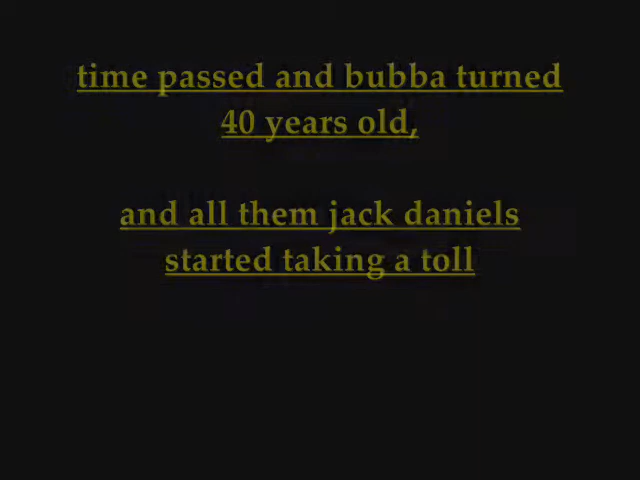 time passed and bubba turned
40 years old,
and all them jack daniels
started taking a toll